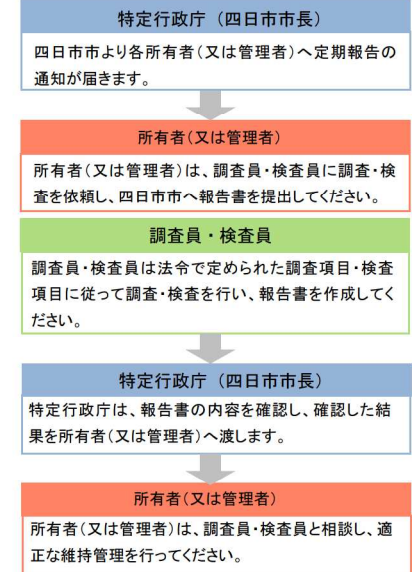 特定行政庁（四日市市長）
四日市市より各所有者（又は管理者）へ定期報告の
通知が届きます。
所有者（又は管理者）
所有者（又は管理者）は、調査員・検査員に調査・検
査を依頼し、四日市市へ報告書を提出してください。
調査員・検査員
調査員・検査員は法令で定められた調査項目・検査
項目に従って調査・検査を行い、報告書を作成してく
ださい。
特定行政庁（四日市市長）
特定行政庁は、報告書の内容を確認し、確認した結
果を所有者（又は管理者）へ渡します。
所有者（又は管理者）
所有者（又は管理者）は、調査員・検査員と相談し、適
正な維持管理を行ってください。